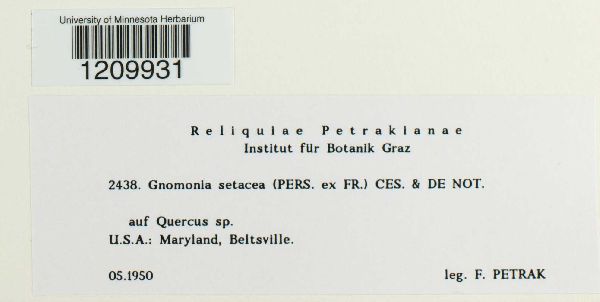 University of Minnesota Herbarium
1209931
Reliquiae Petrakianae
Institut für Botanik Graz
2438. Gnomonia setacea (PERS. ex FR.) CES. & DE NOT.
auf Quercus sp.
U.S.A.: Maryland, Beltsville.
05.1950 leg. F. PETRAK